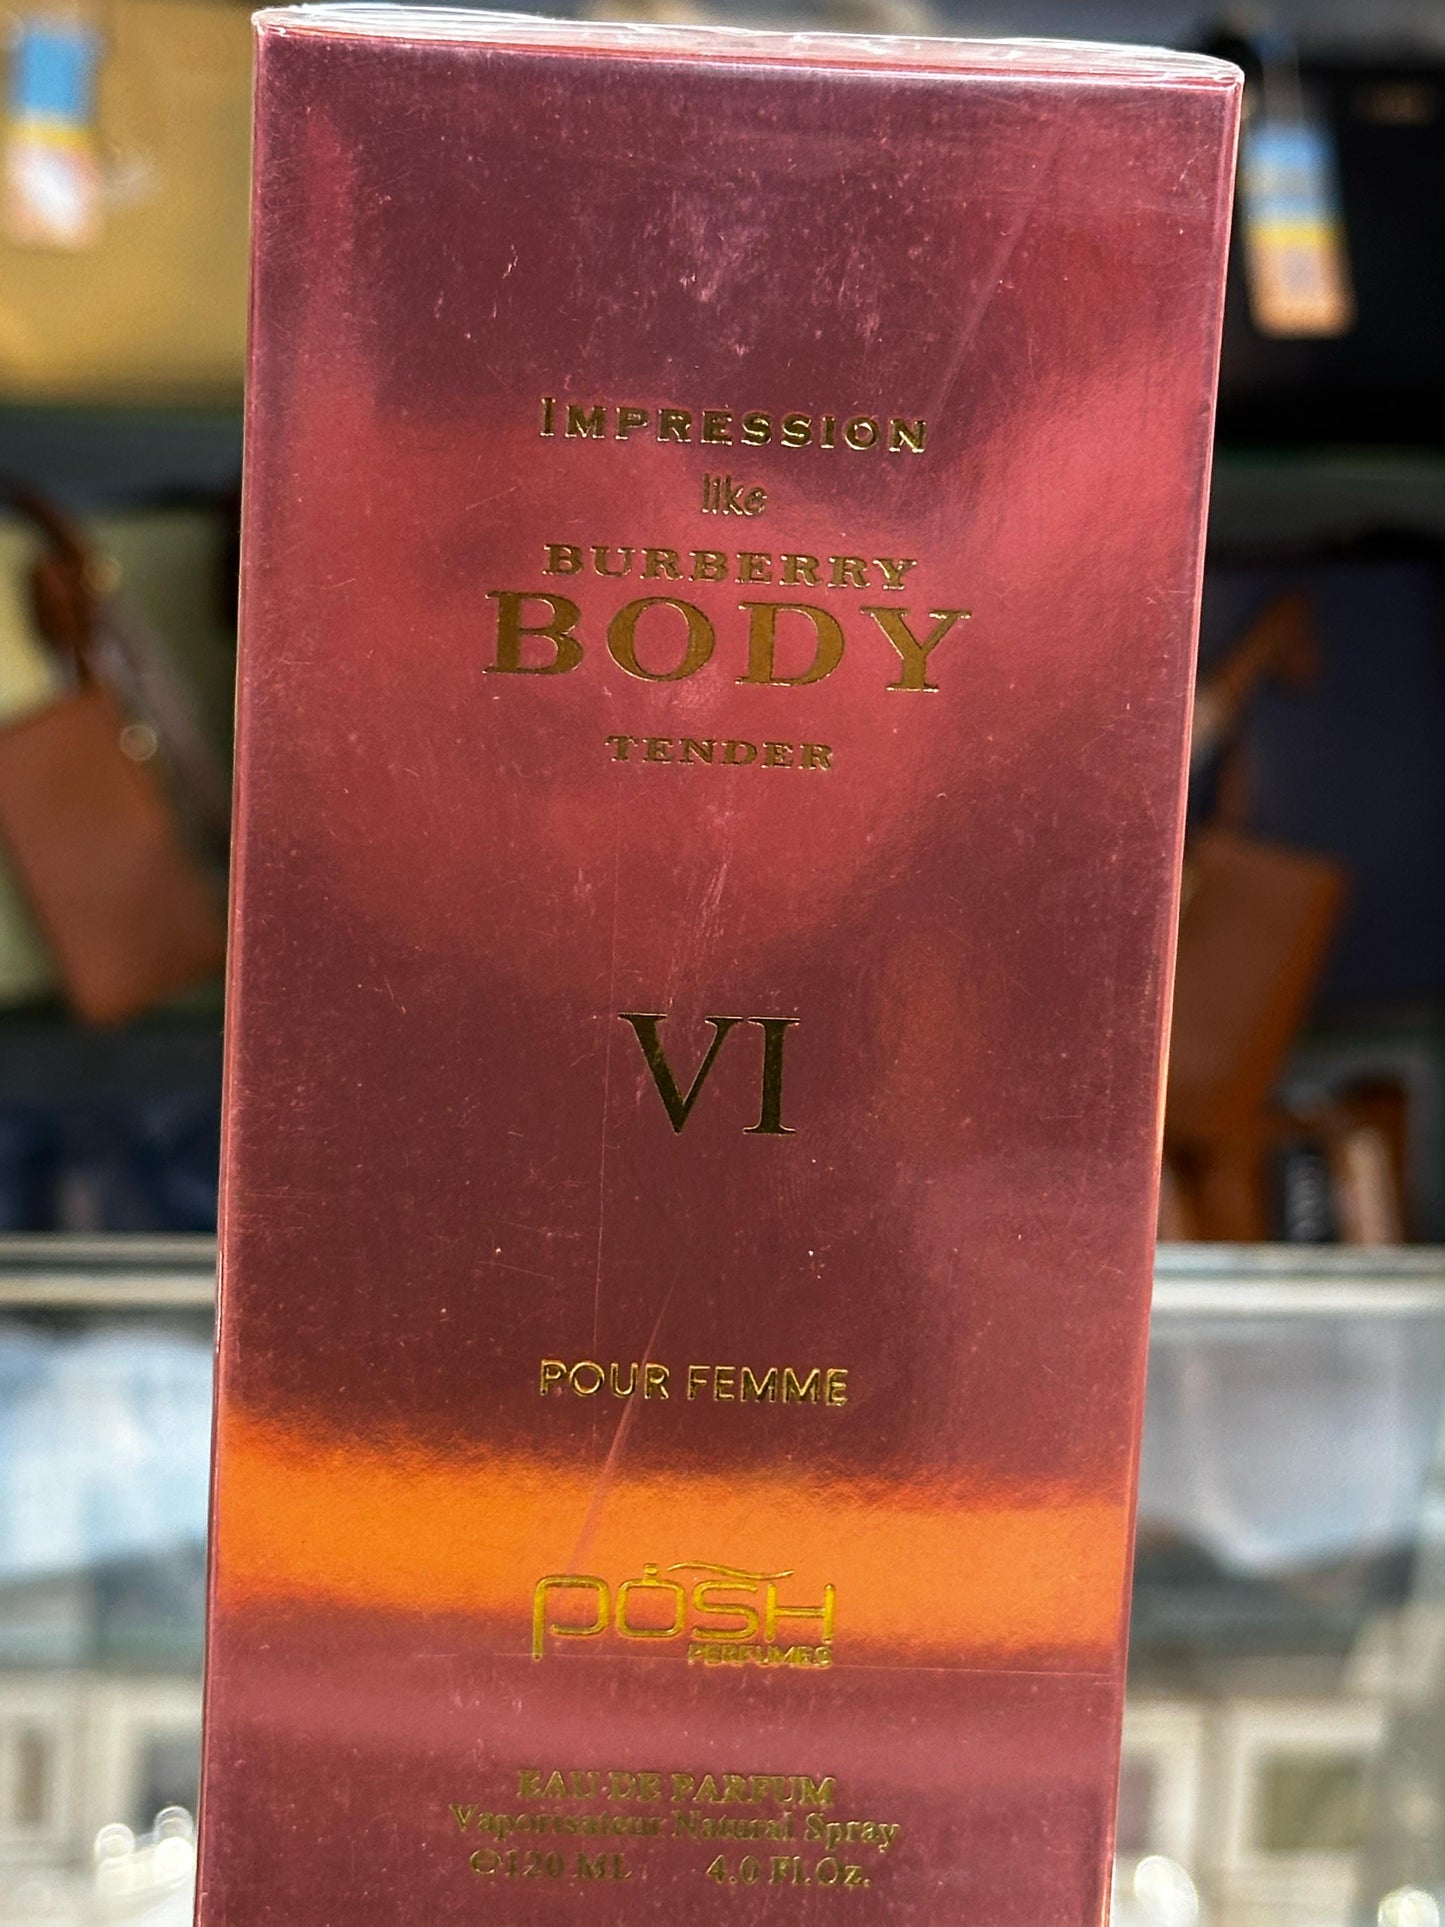 IMPRESSION
like
BURBERRY
BODY
TENDER
VI
POUR FEMME
POSH
PERFUMES
EAU DE PARFUM
Vaporisateur Natural Spray
℮120 ML 4.0 Fl.Oz.